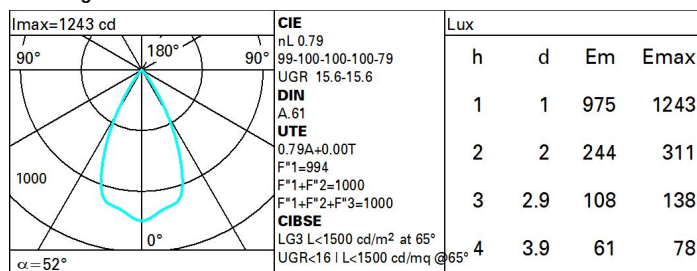 Imax=1243 cd
90°
180°
90°
1000
0°
α=52°
CIE
nL 0.79
99-100-100-100-79
UGR 15.6-15.6
DIN
A.61
UTE
0.79A+0.00T
F"1=994
F"1+F"2=1000
F"1+F"2+F"3=1000
CIBSE
LG3 L<1500 cd/m² at 65°
UGR<16 | L<1500 cd/mq @65°
Lux
h d Em Emax
1 1 975 1243
2 2 244 311
3 2.9 108 138
4 3.9 61 78